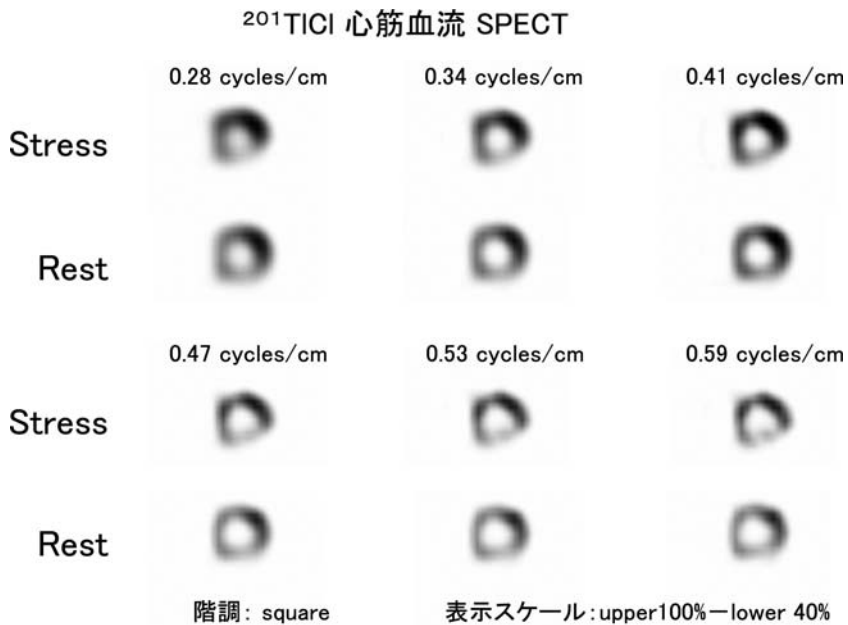 ²⁰¹TlCl 心筋血流 SPECT
0.28 cycles/cm 0.34 cycles/cm 0.41 cycles/cm
Stress
Rest
0.47 cycles/cm 0.53 cycles/cm 0.59 cycles/cm
Stress
Rest
階調: square 表示スケール:upper100%ーlower 40%